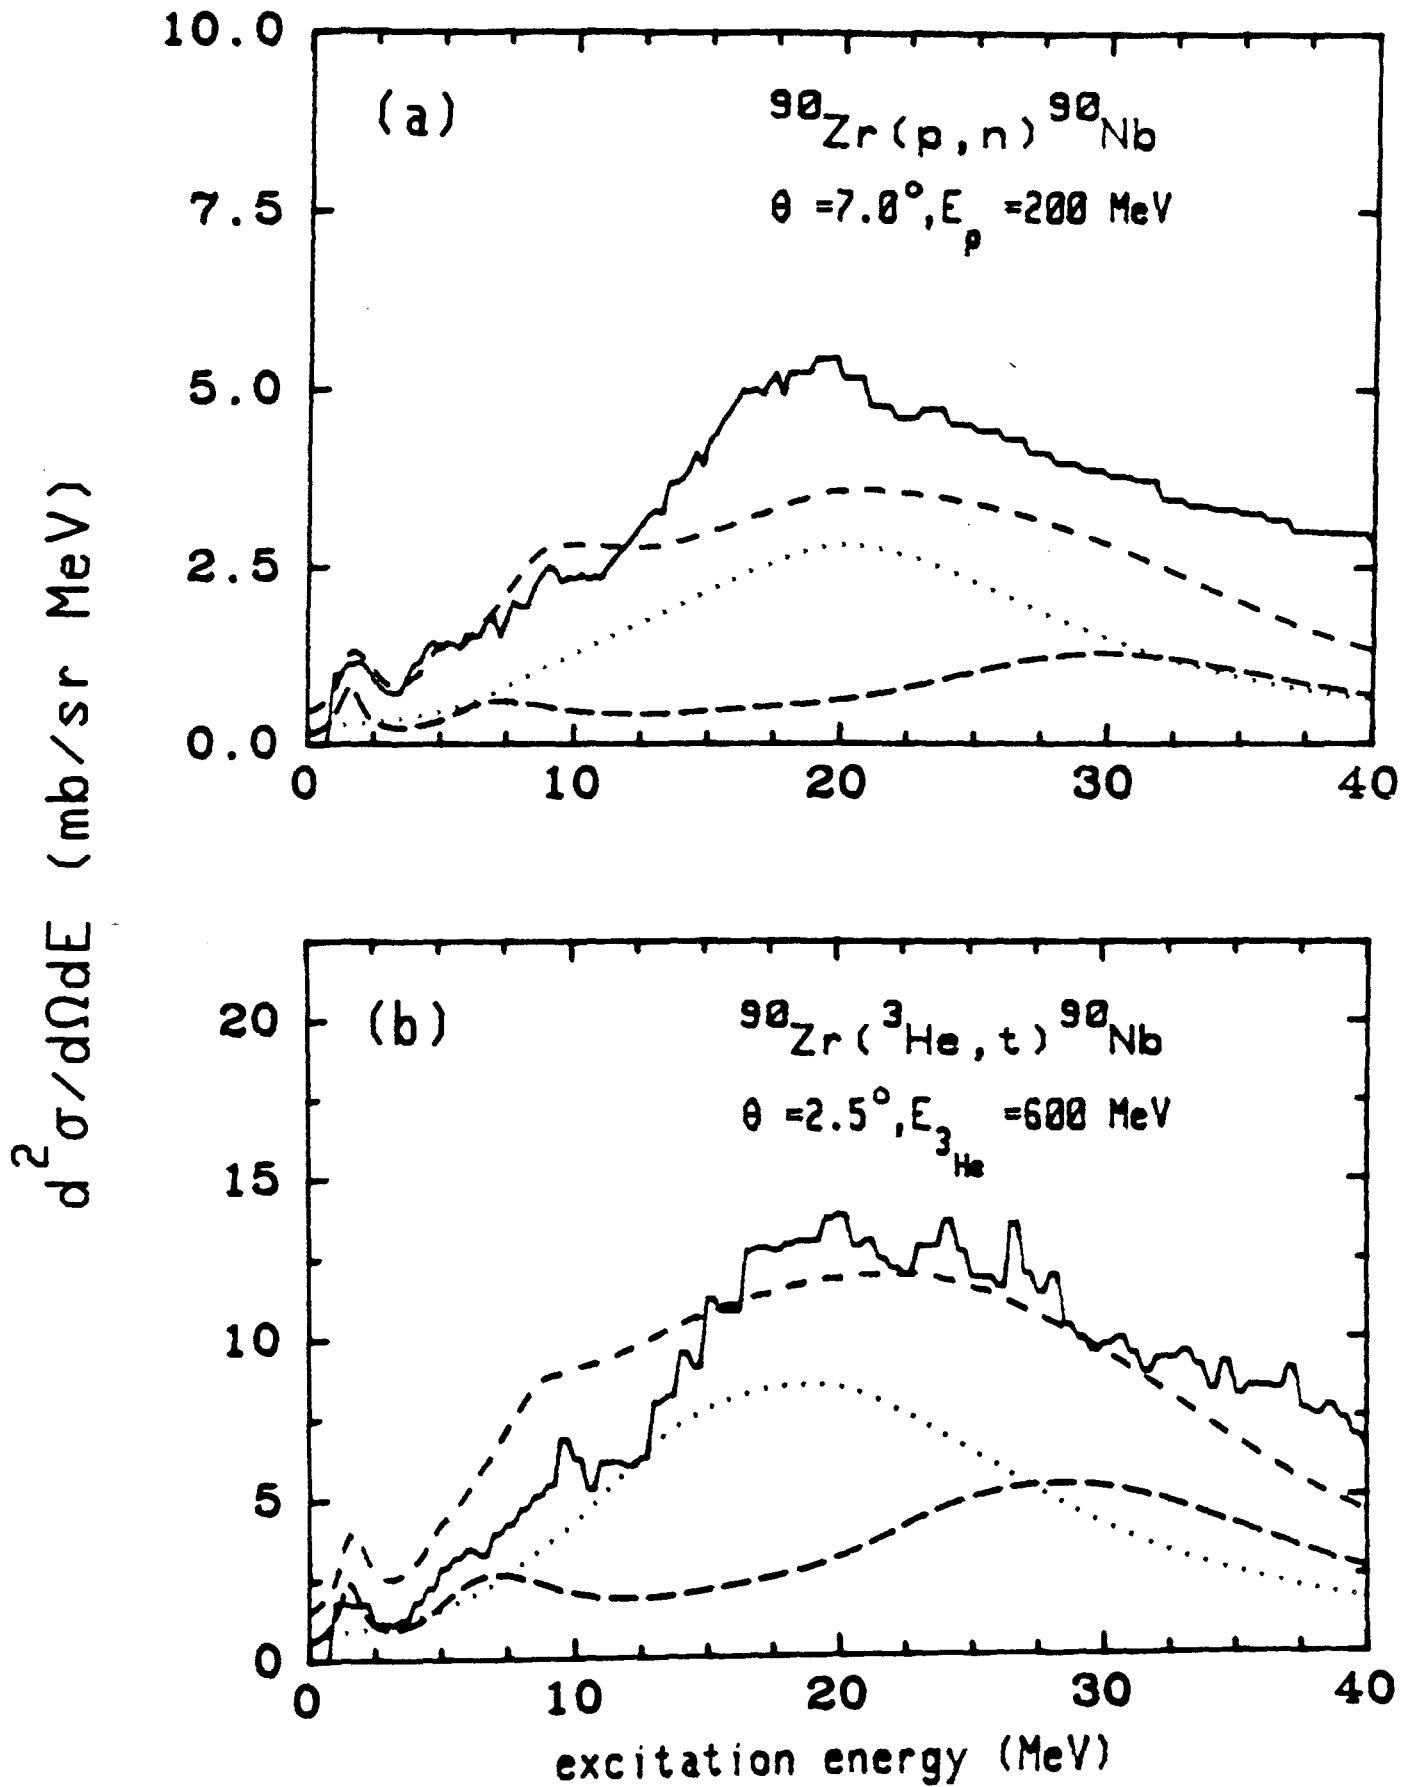 d²σ/dΩdE (mb/sr MeV)
(a)
⁹⁰Zr(p,n)⁹⁰Nb
θ =7.0°,Eₚ =200 MeV
10.0
7.5
5.0
2.5
0.0
0 10 20 30 40
(b)
⁹⁰Zr(³He,t)⁹⁰Nb
θ =2.5°,E₃He =600 MeV
20
15
10
5
0
0 10 20 30 40
excitation energy (MeV)